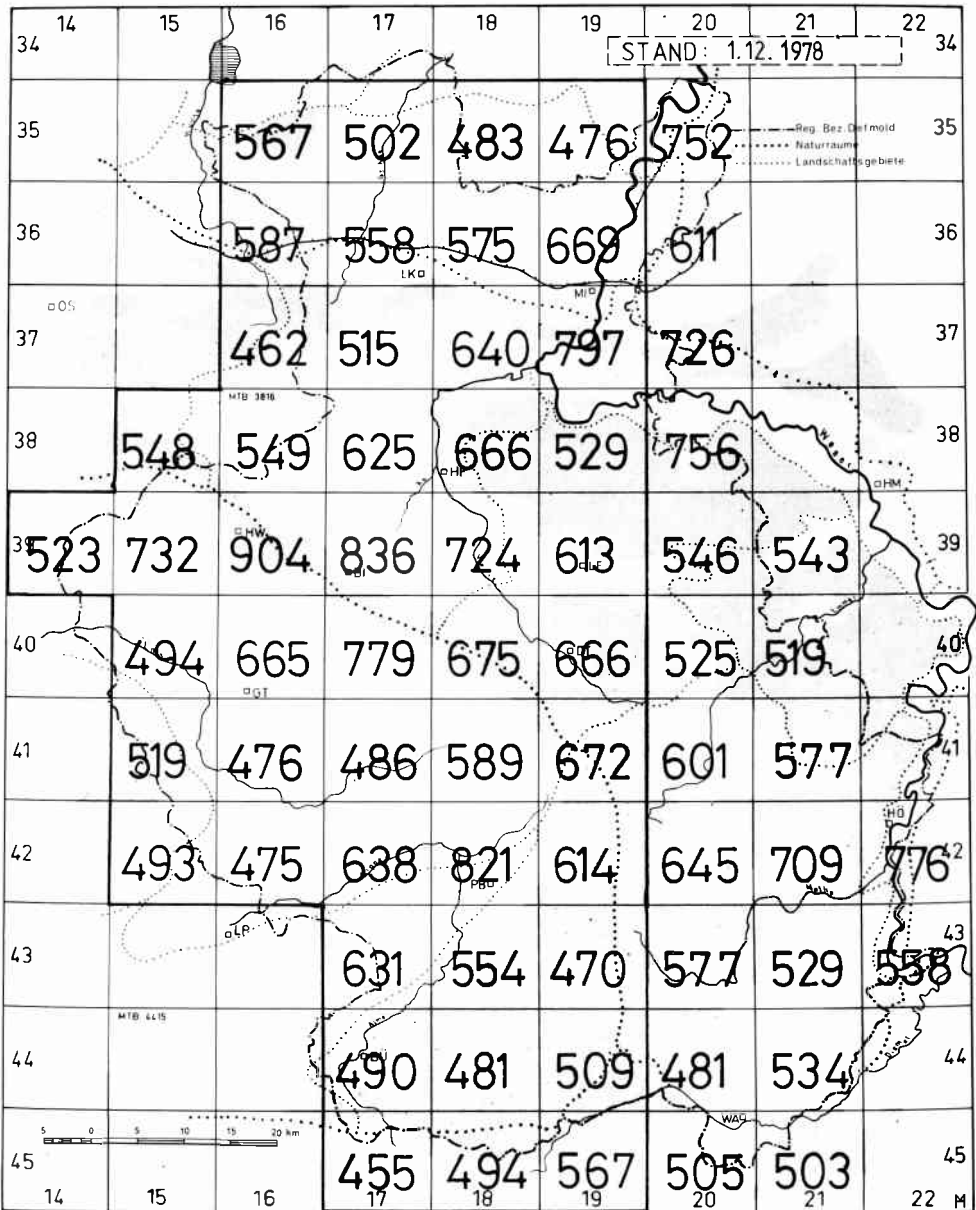 14 15 16 17 18 19 20 21 22
34 34
STAND: 1.12.1978
35 567 502 483 476 752 35
Reg. Bez. Detmold
Naturräume
Landschaftsgebiete
36 587 558 575 669 611 36
LK
MI
OS
37 462 515 640 797 726 37
MTB 3816
38 548 549 625 666 529 756 38
Weser
HF
HM
HW
39 523 732 904 836 724 613 546 543 39
BI
LE
40 494 665 779 675 666 525 519 40
DT
GT
41 519 476 486 589 672 601 577 41
HÖ
42 493 475 638 821 614 645 709 776 42
PB
Nethe
LP
43 631 554 470 577 529 558 43
MTB 4415
BÜ
44 490 481 509 481 534 44
WAR
5 0 5 10 15 20 km
45 455 494 567 505 503 45
14 15 16 17 18 19 20 21 22 M